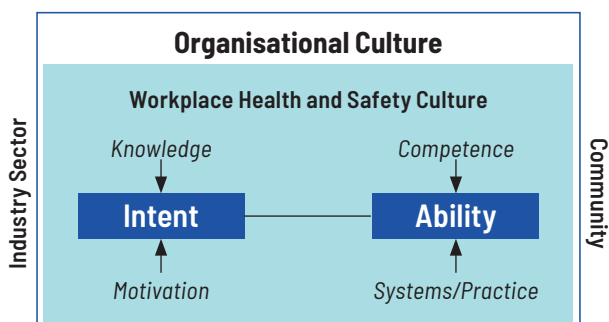 Organisational Culture
Workplace Health and Safety Culture
Industry Sector
Knowledge
Competence
Community
Intent
Ability
Motivation
Systems/Practice